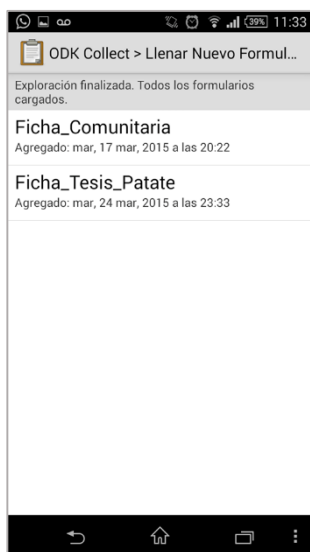 39% 11:33
ODK Collect > Llenar Nuevo Formul...
Exploración finalizada. Todos los formularios
cargados.
Ficha_Comunitaria
Agregado: mar, 17 mar, 2015 a las 20:22
Ficha_Tesis_Patate
Agregado: mar, 24 mar, 2015 a las 23:33